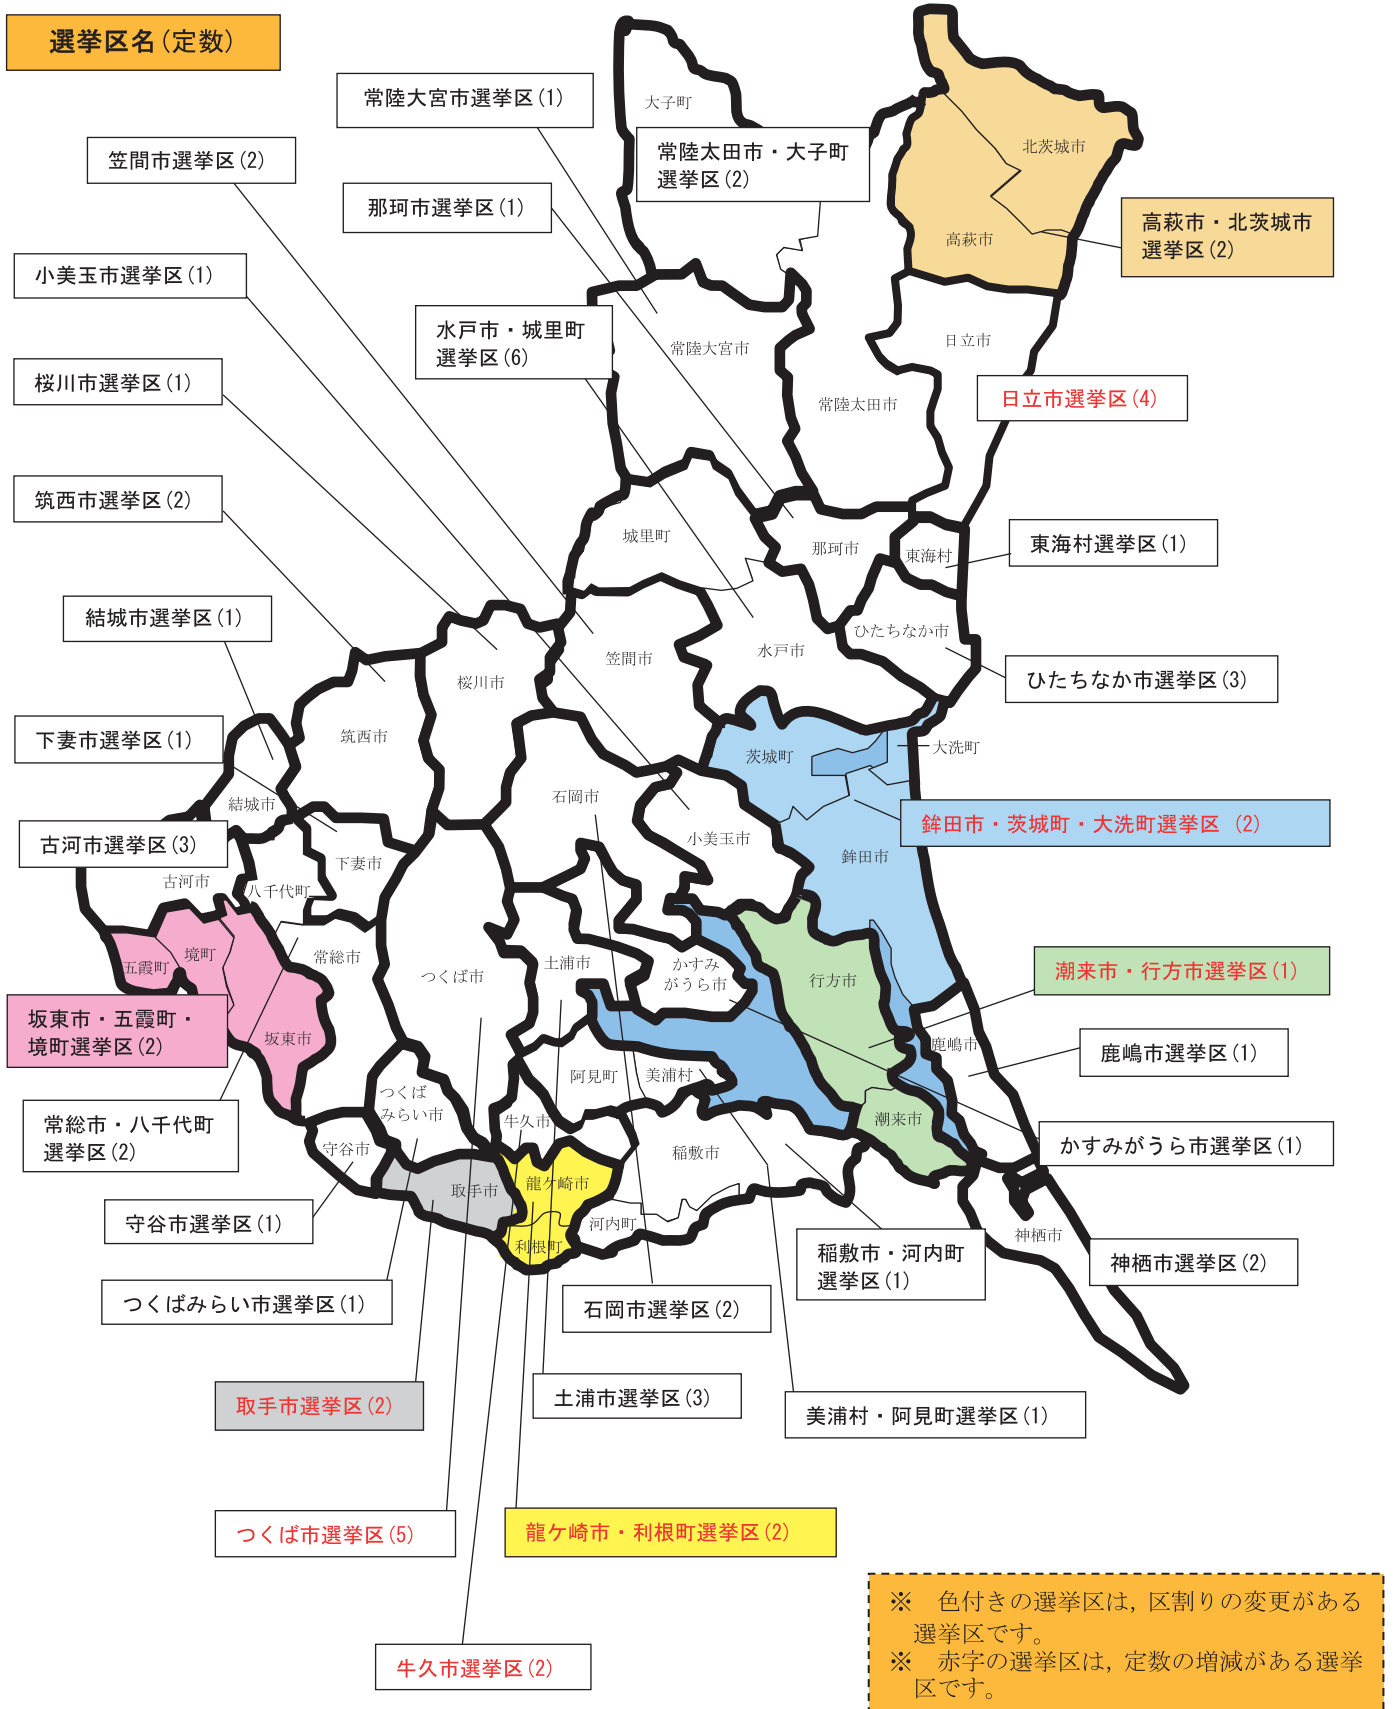 選挙区名(定数)
常陸大宮市選挙区(1)
大子町
常陸太田市・大子町
選挙区(2)
北茨城市
笠間市選挙区(2)
那珂市選挙区(1)
高萩市・北茨城市
選挙区(2)
高萩市
小美玉市選挙区(1)
水戸市・城里町
選挙区(6)
常陸大宮市
日立市
桜川市選挙区(1)
日立市選挙区(4)
常陸太田市
筑西市選挙区(2)
城里町
那珂市
東海村
東海村選挙区(1)
結城市選挙区(1)
ひたちなか市
笠間市
水戸市
桜川市
ひたちなか市選挙区(3)
下妻市選挙区(1)
筑西市
茨城町
大洗町
結城市
石岡市
鉾田市・茨城町・大洗町選挙区 (2)
古河市選挙区(3)
小美玉市
下妻市
鉾田市
古河市
八千代町
境町
五霞町
常総市
つくば市
土浦市
かすみ
がうら市
行方市
潮来市・行方市選挙区(1)
坂東市・五霞町・
境町選挙区(2)
坂東市
鹿嶋市
鹿嶋市選挙区(1)
阿見町
美浦村
つくば
みらい市
牛久市
潮来市
常総市・八千代町
選挙区(2)
守谷市
稲敷市
かすみがうら市選挙区(1)
取手市
龍ケ崎市
守谷市選挙区(1)
河内町
利根町
神栖市
稲敷市・河内町
選挙区(1)
神栖市選挙区(2)
つくばみらい市選挙区(1)
石岡市選挙区(2)
取手市選挙区(2)
土浦市選挙区(3)
美浦村・阿見町選挙区(1)
つくば市選挙区(5)
龍ケ崎市・利根町選挙区(2)
牛久市選挙区(2)
※ 色付きの選挙区は,区割りの変更がある
選挙区です。
※ 赤字の選挙区は,定数の増減がある選挙
区です。